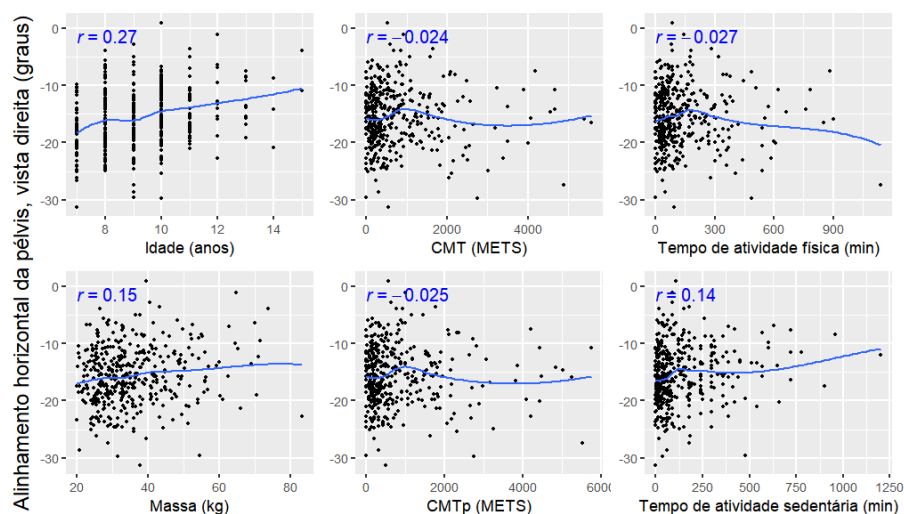 Alinhamento horizontal da pélvis, vista direita (graus)
r = 0.27
0
-10
-20
-30
8 10 12 14
Idade (anos)
r = −0.024
0
-10
-20
-30
0 2000 4000
CMT (METS)
r = −0.027
0
-10
-20
-30
0 300 600 900
Tempo de atividade física (min)
r = 0.15
0
-10
-20
-30
20 40 60 80
Massa (kg)
r = −0.025
0
-10
-20
-30
0 2000 4000 6000
CMTp (METS)
r = 0.14
0
-10
-20
-30
0 250 500 750 1000 1250
Tempo de atividade sedentária (min)